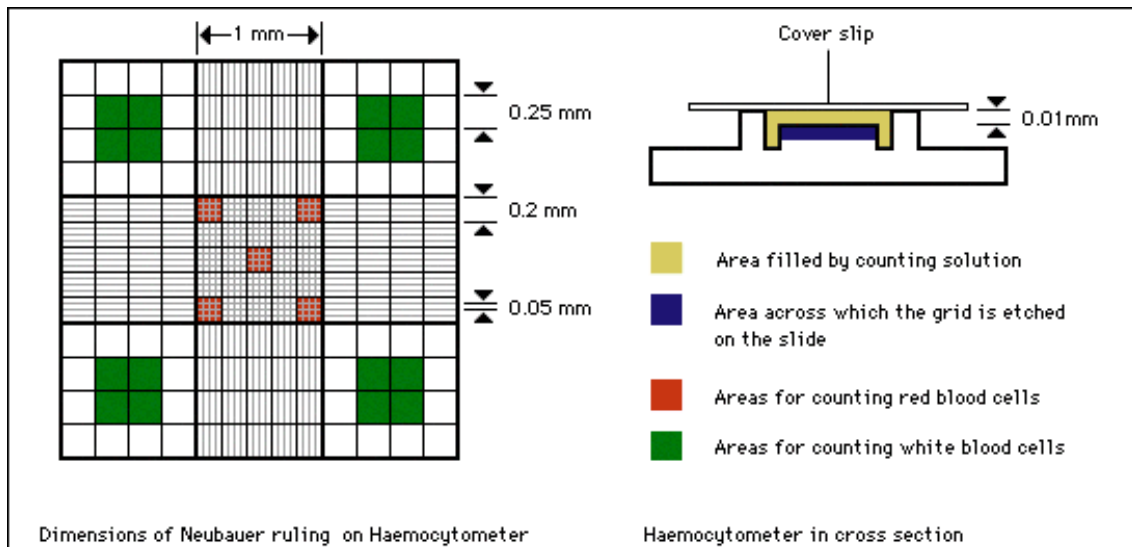 1 mm
0.25 mm
0.2 mm
0.05 mm
Dimensions of Neubauer ruling on Haemocytometer
Cover slip
0.01mm
Area filled by counting solution
Area across which the grid is etched
on the slide
Areas for counting red blood cells
Areas for counting white blood cells
Haemocytometer in cross section